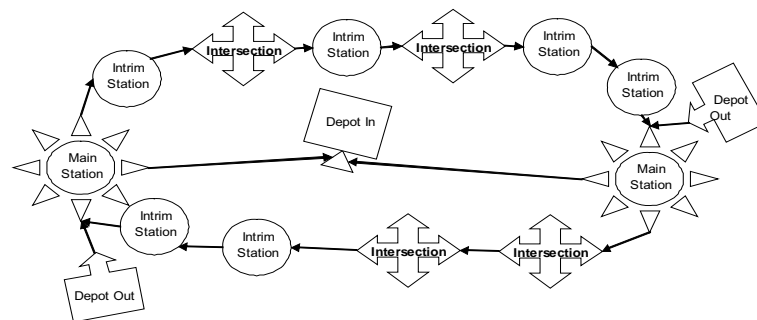 Intrim
Station
Intersection
Intrim
Station
Intersection
Intrim
Station
Intrim
Station
Depot
Out
Depot In
Main
Station
Main
Station
Intrim
Station
Intrim
Station
Intersection
Intersection
Depot Out